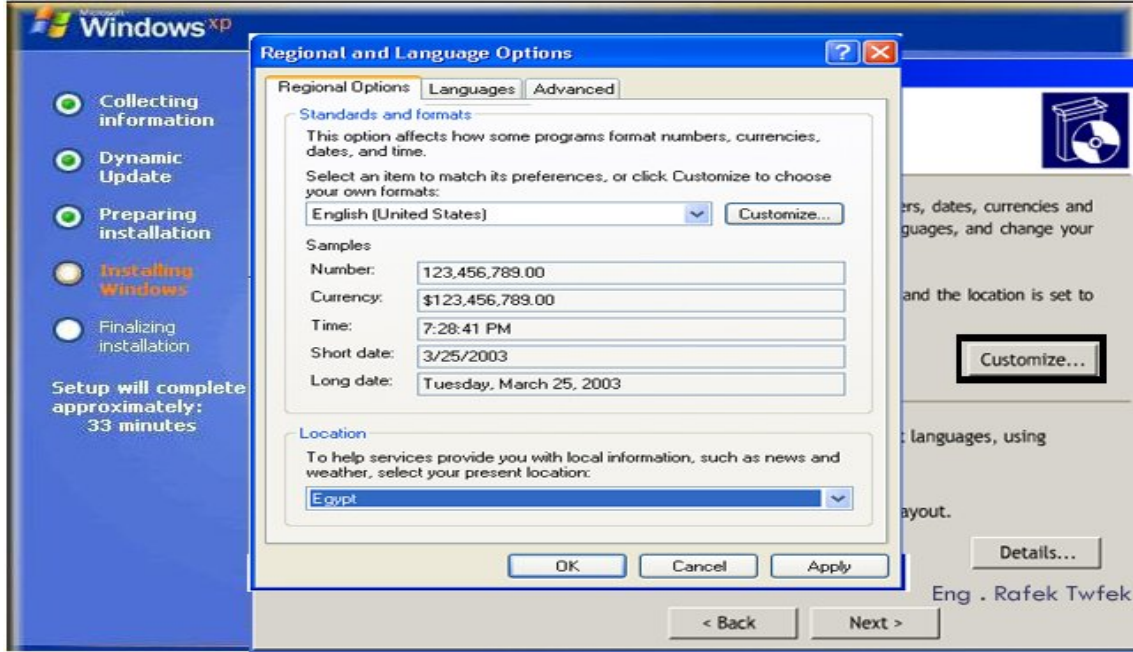 Microsoft
Windows xp
Collecting
information
Dynamic
Update
Preparing
installation
Installing
Windows
Finalizing
installation
Setup will complete
approximately:
33 minutes
Regional and Language Options
Regional Options
Languages
Advanced
Standards and formats
This option affects how some programs format numbers, currencies,
dates, and time.
Select an item to match its preferences, or click Customize to choose
your own formats:
English (United States)
Customize...
Samples
Number:
123,456,789.00
Currency:
$123,456,789.00
Time:
7:28:41 PM
Short date:
3/25/2003
Long date:
Tuesday, March 25, 2003
Location
To help services provide you with local information, such as news and
weather, select your present location:
Egypt
OK
Cancel
Apply
ers, dates, currencies and
guages, and change your
and the location is set to
Customize...
languages, using
ayout.
Details...
Eng . Rafek Twfek
< Back
Next >